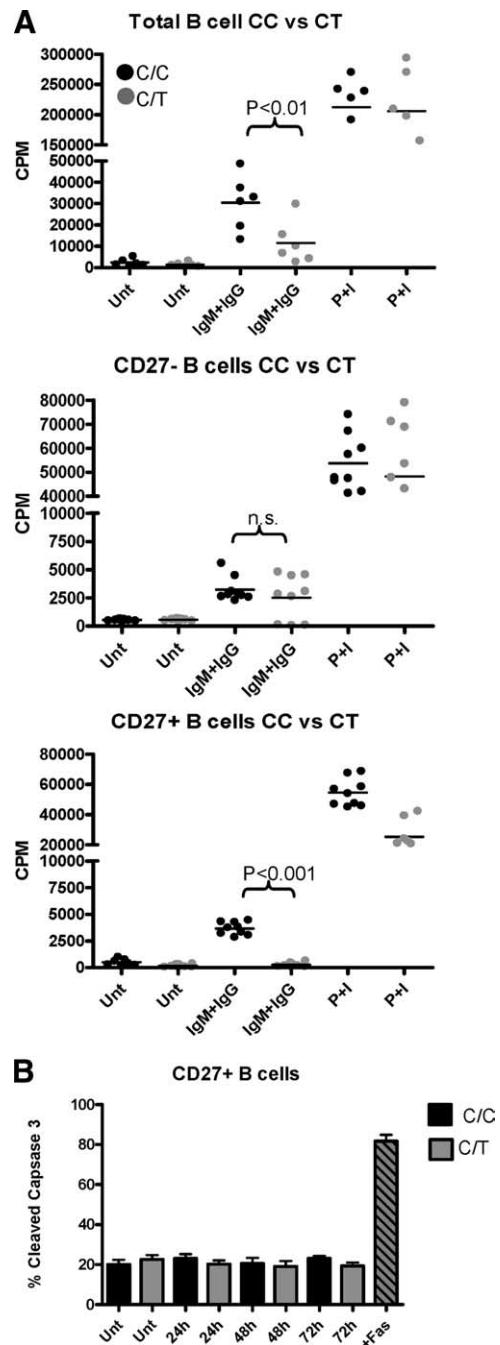 A
Total B cell CC vs CT
C/C
C/T
P<0.01
CPM
300000
250000
200000
150000
100000
50000
40000
30000
20000
10000
0
Unt Unt IgM+IgG IgM+IgG P+I P+I
CD27- B cells CC vs CT
n.s.
CPM
80000
70000
60000
50000
40000
10000
7500
5000
2500
0
Unt Unt IgM+IgG IgM+IgG P+I P+I
CD27+ B cells CC vs CT
P<0.001
CPM
80000
60000
40000
20000
10000
7500
5000
2500
0
Unt Unt IgM+IgG IgM+IgG P+I P+I
B
CD27+ B cells
C/C
C/T
% Cleaved Capsase 3
100
80
60
40
20
0
Unt Unt 24h 24h 48h 48h 72h 72h +Fas